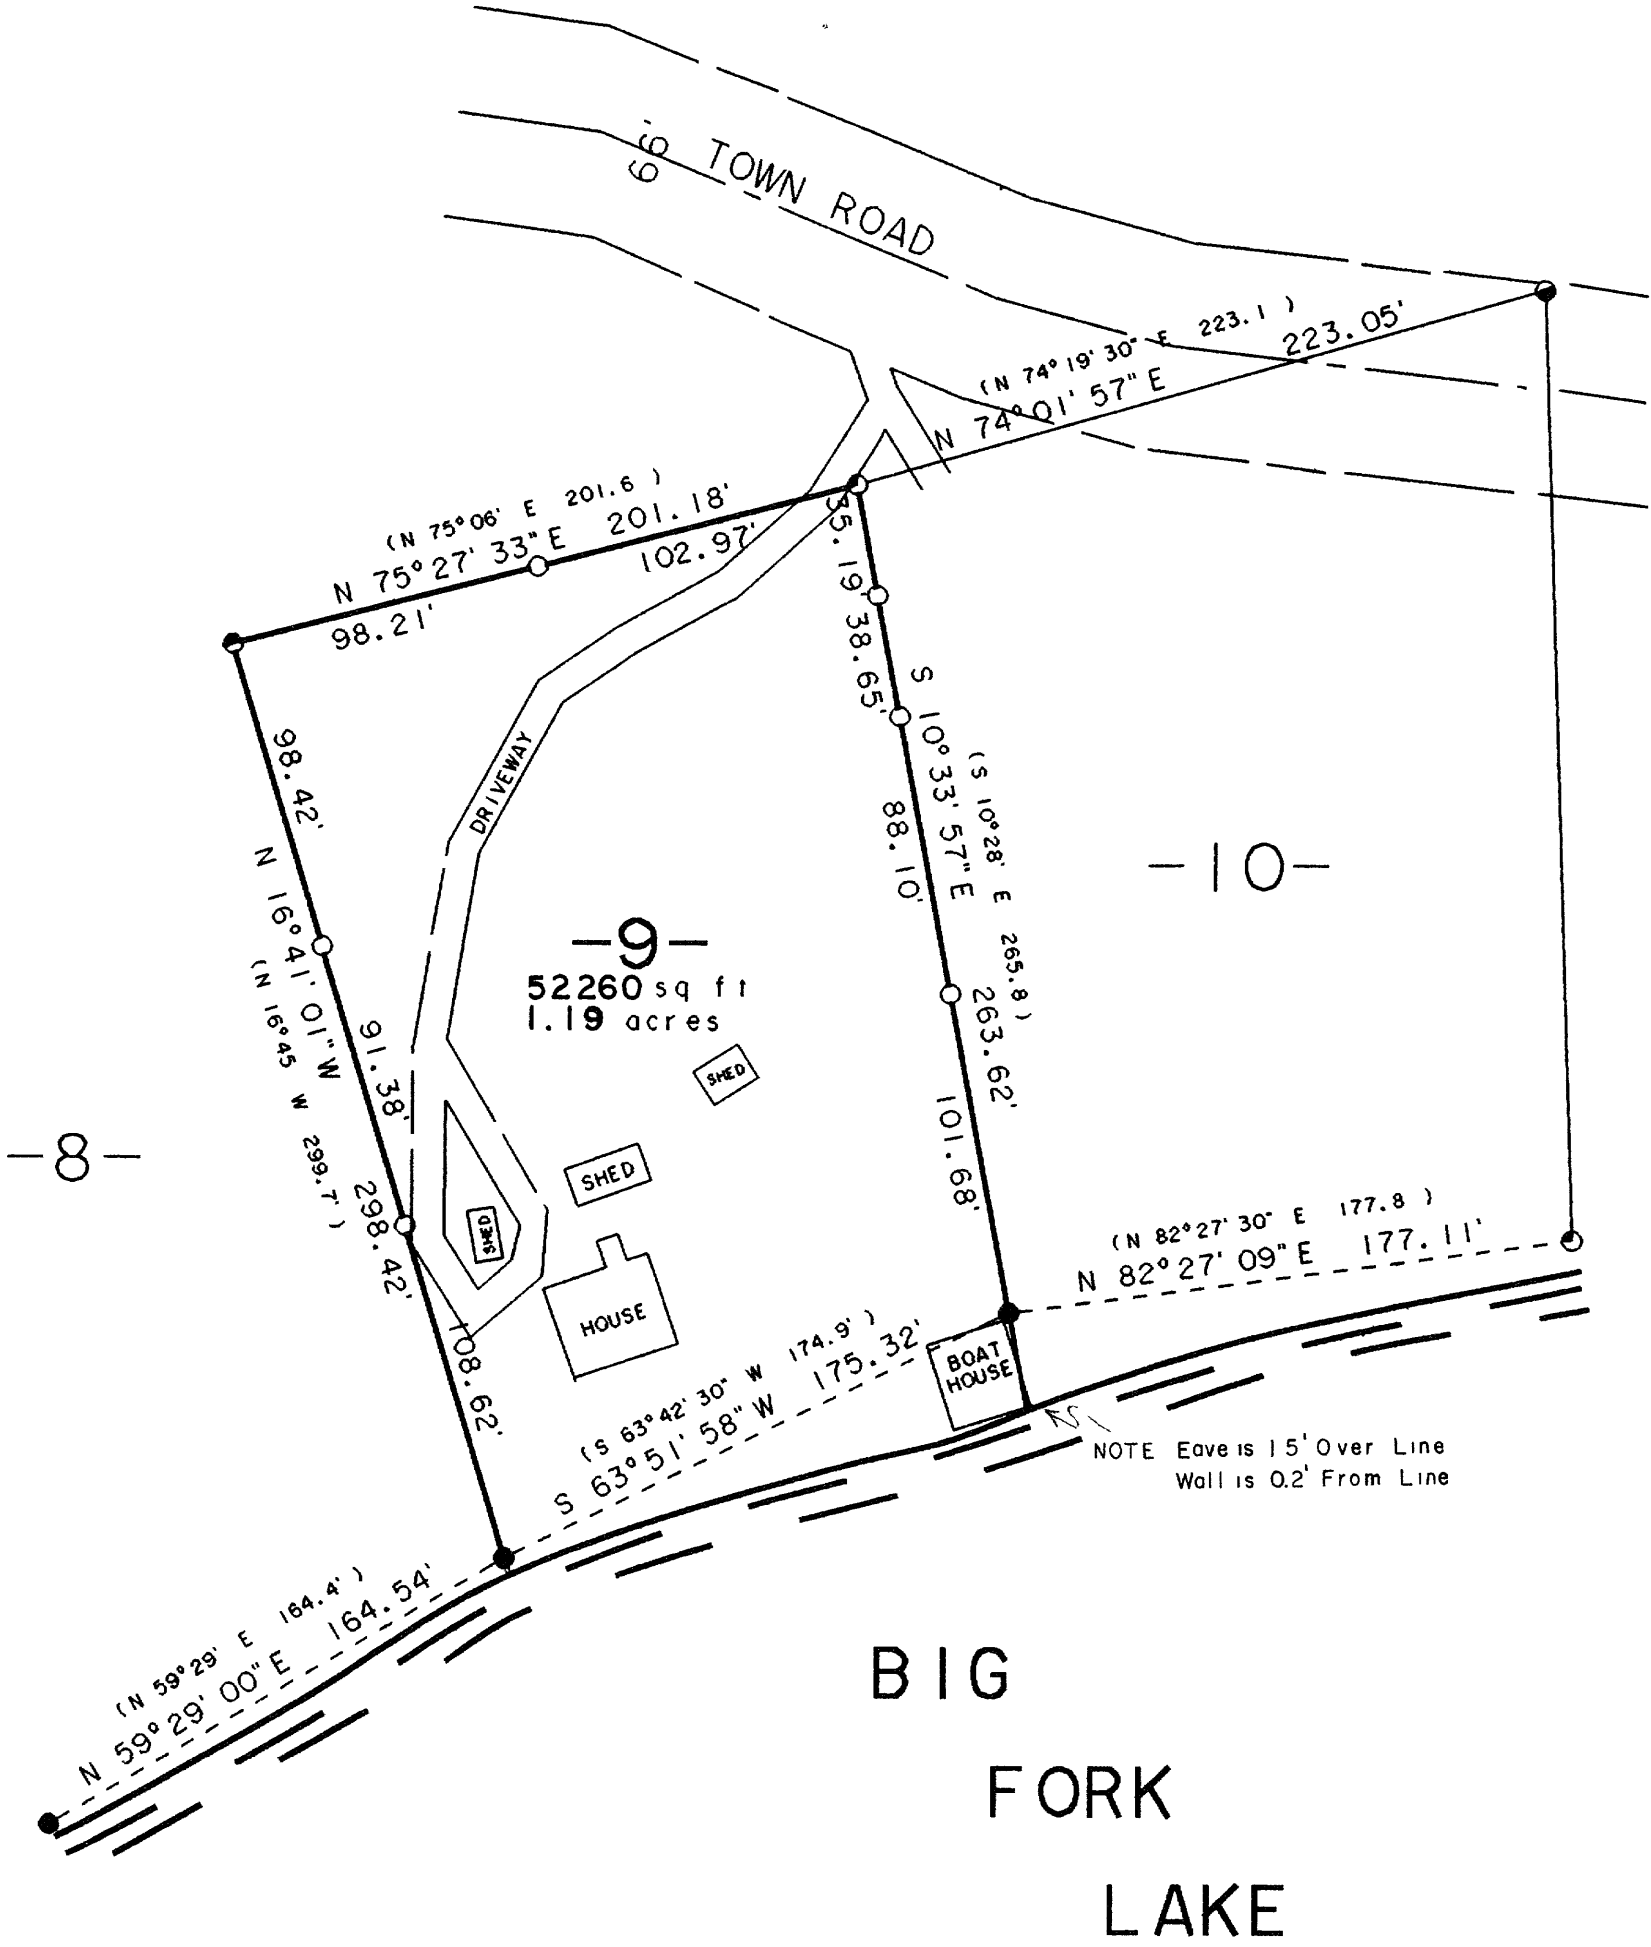 66'
TOWN ROAD
(N 74° 19' 30" E 223.1 )
N 74° 01' 57" E 223.05'
(N 75° 06' E 201.6 )
N 75° 27' 33" E 201.18'
98.21' 102.97'
35.19'
38.65'
88.10'
101.68'
S 10° 33' 57" E 263.62'
(S 10° 28' E 265.8 )
98.42'
91.38'
108.62'
N 16° 41' 01" W 298.42'
(N 16° 45 W 299.7' )
DRIVEWAY
-8-
-9-
52260 sq ft
1.19 acres
-10-
SHED
SHED
SHED
HOUSE
BOAT
HOUSE
(N 82° 27' 30" E 177.8 )
N 82° 27' 09" E 177.11'
(S 63° 42' 30" W 174.9' )
S 63° 51' 58" W 175.32'
NOTE Eave is 1 5' Over Line
Wall is 0.2' From Line
(N 59° 29' E 164.4' )
N 59° 29' 00" E 164.54'
BIG
FORK
LAKE